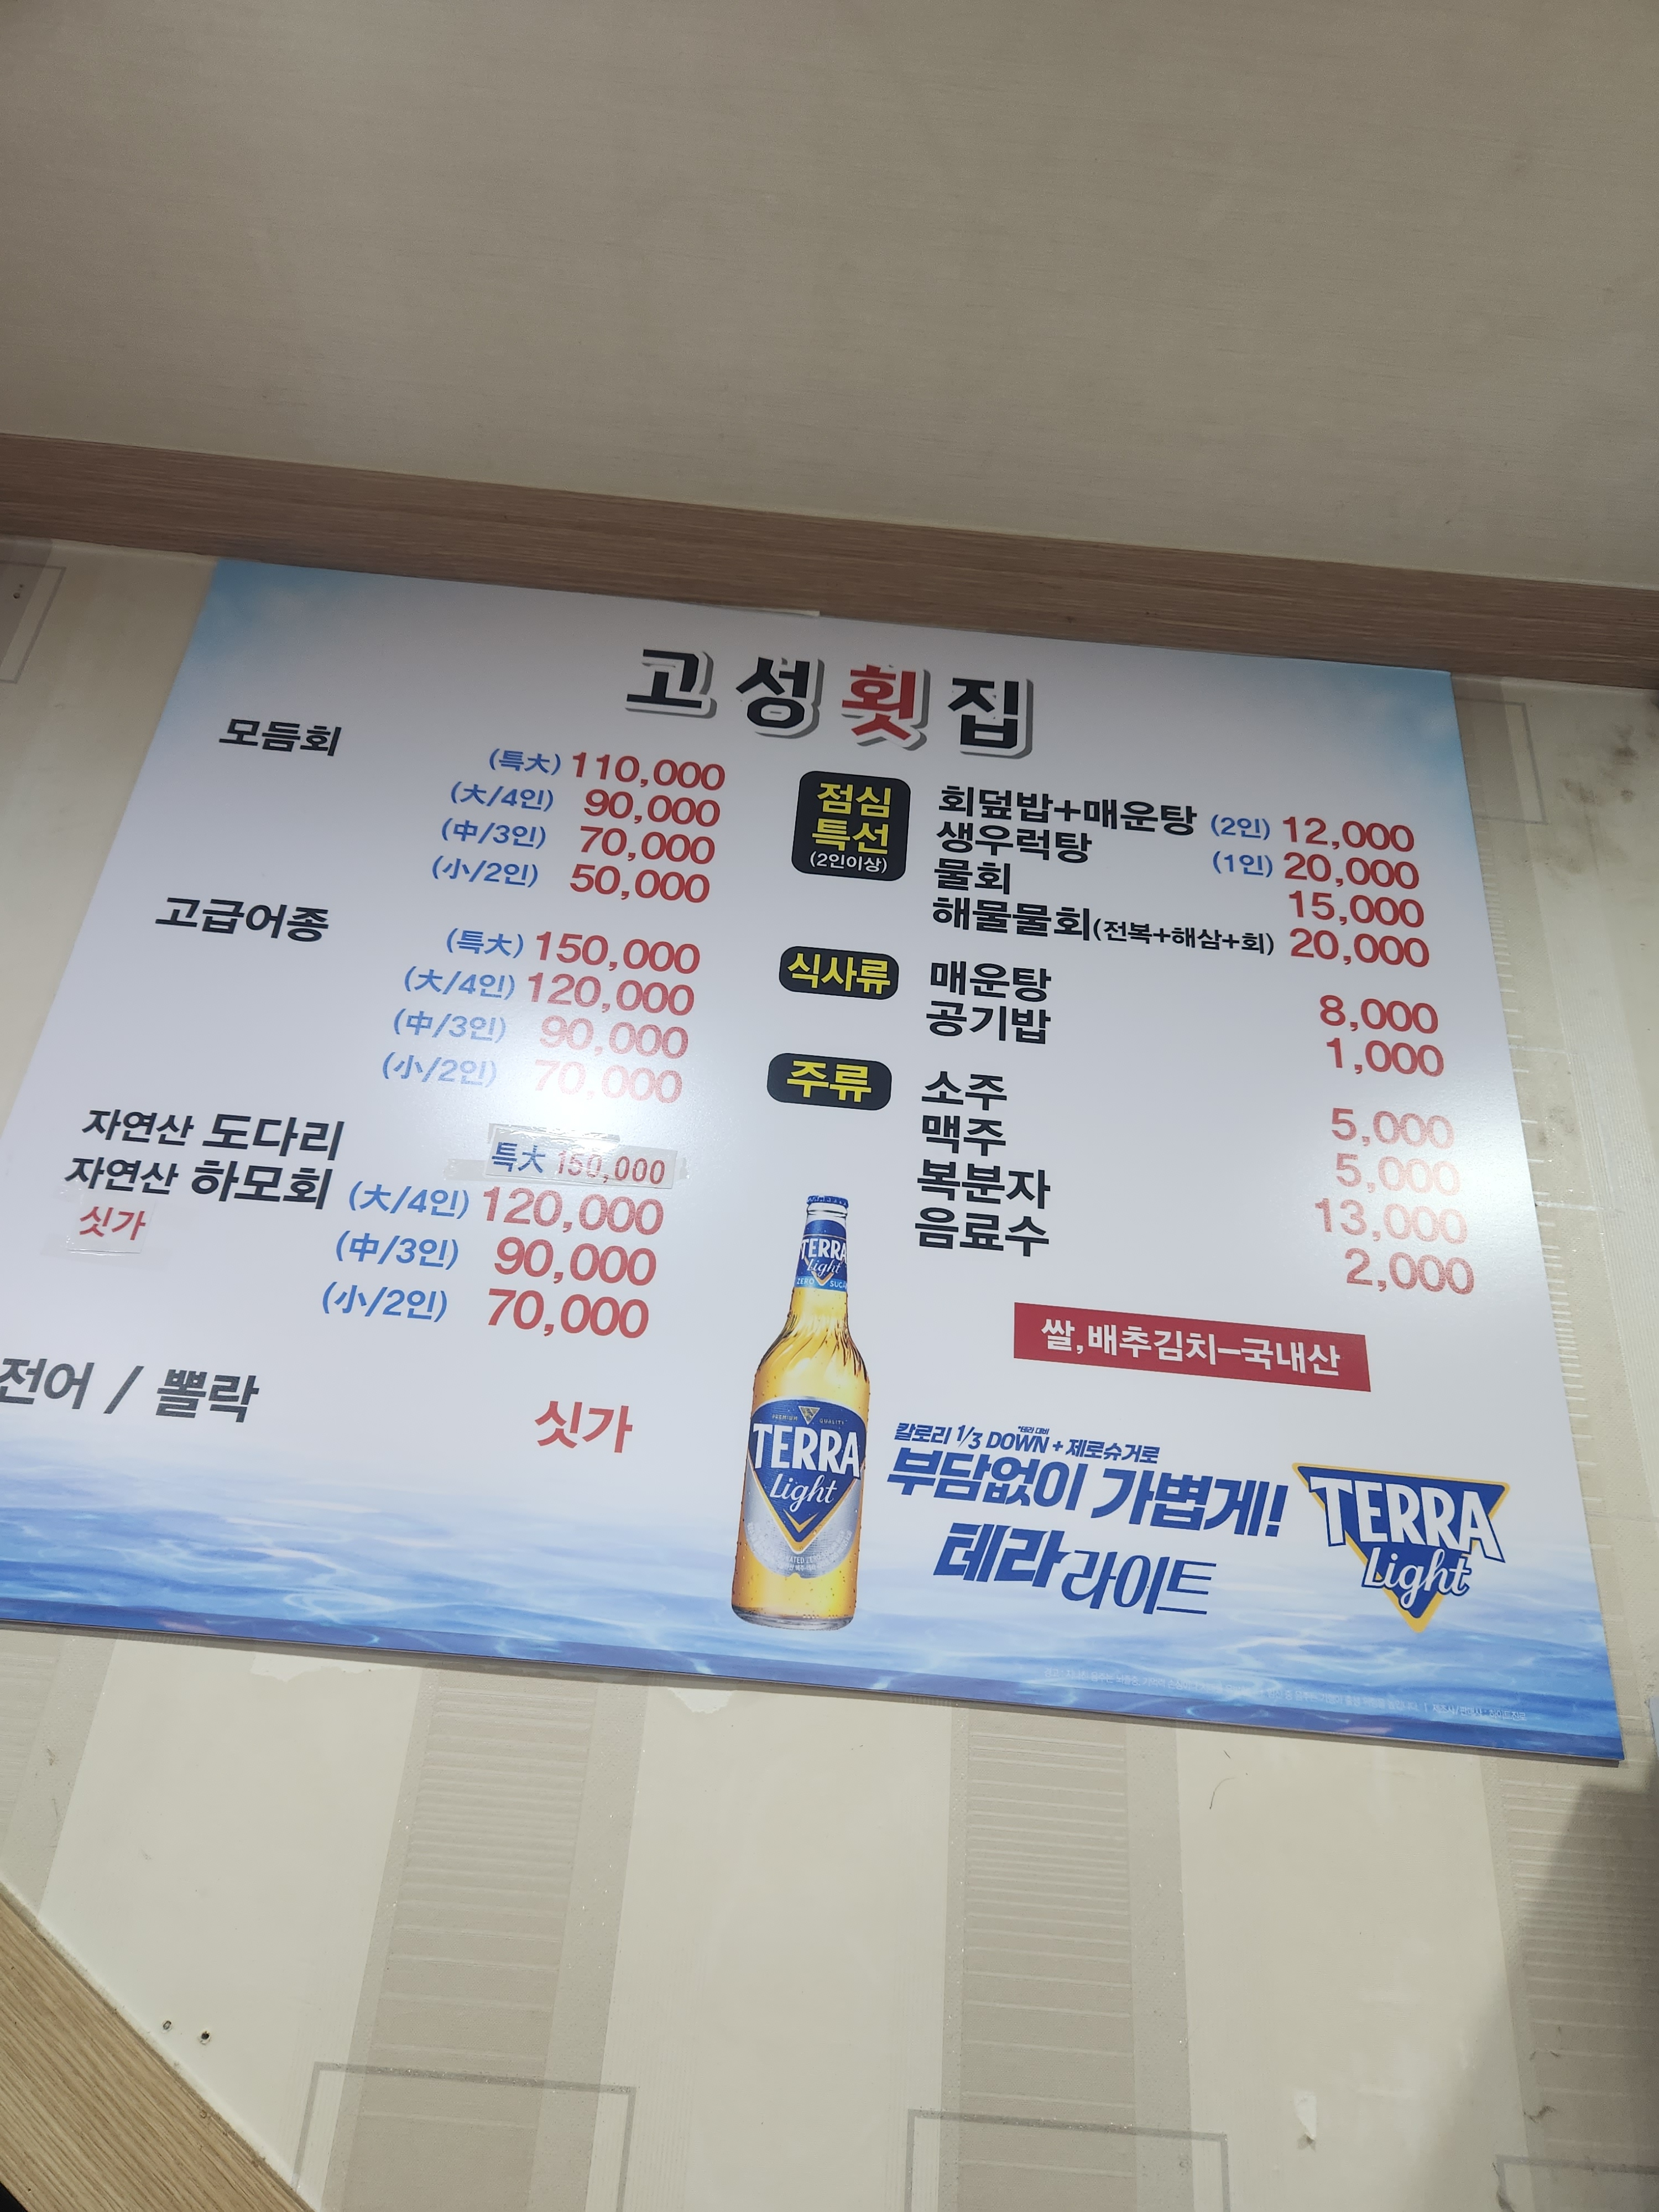 고성횟집
모듬회
(특大) 110,000
(大/4인) 90,000
(中/3인) 70,000
(小/2인) 50,000
고급어종
(특大) 150,000
(大/4인) 120,000
(中/3인) 90,000
(小/2인) 70,000
자연산 도다리
특大 150,000
자연산 하모회 (大/4인) 120,000
싯가
(中/3인) 90,000
(小/2인) 70,000
전어 / 뽈락 싯가
점심
특선
(2인이상)
회덮밥+매운탕 (2인) 12,000
생우럭탕 (1인) 20,000
물회 15,000
해물물회(전복+해삼+회) 20,000
식사류
매운탕 8,000
공기밥 1,000
주류
소주 5,000
맥주 5,000
복분자 13,000
음료수 2,000
쌀,배추김치-국내산
TERRA
Light
ZERO SUGAR
PREMIUM QUALITY
TERRA
Light
*테라 대비
칼로리 1/3 DOWN + 제로슈거로
부담없이 가볍게!
테라라이트
TERRA
Light